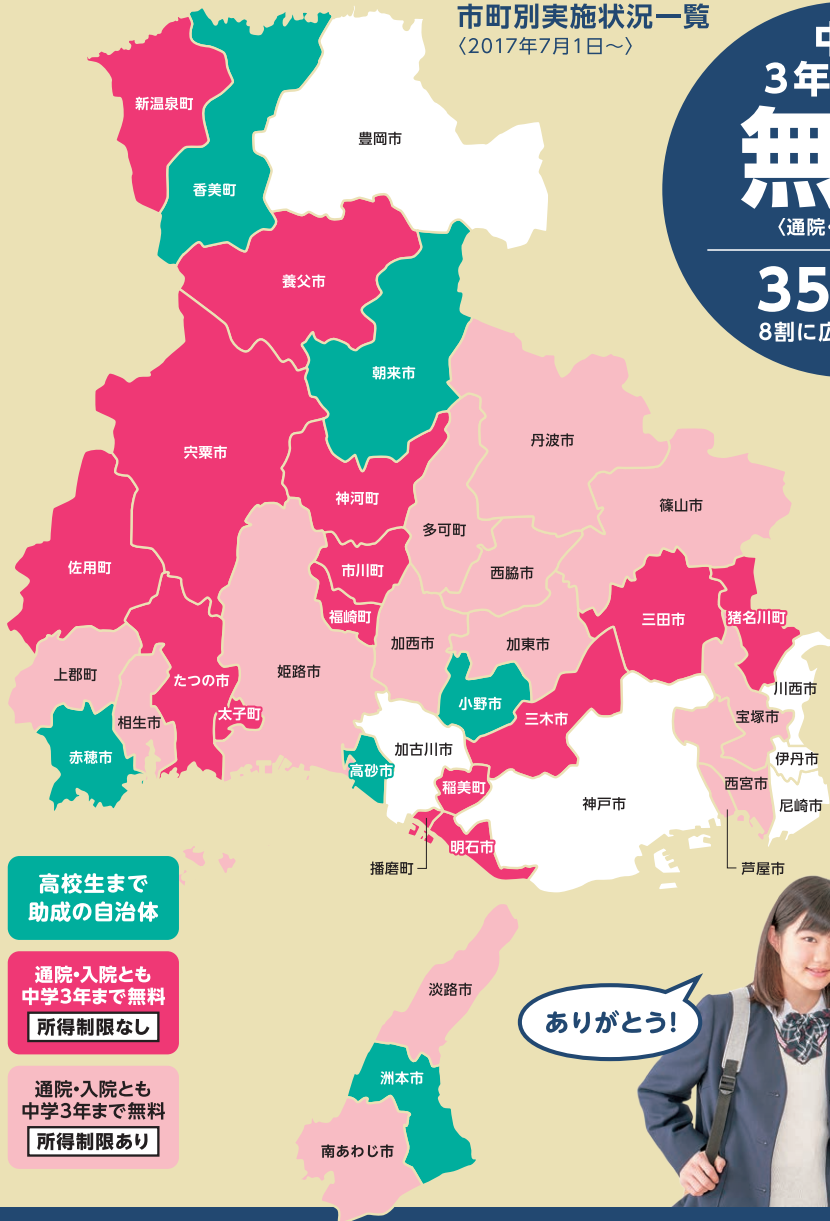 市町別実施状況一覧
〈2017年7月1日〜〉
3年
無
〈通院・
35
8割に広
新温泉町
香美町
豊岡市
養父市
朝来市
宍粟市
丹波市
神河町
多可町
篠山市
佐用町
市川町
西脇市
福崎町
三田市
猪名川町
加西市
加東市
上郡町
たつの市
姫路市
川西市
相生市
太子町
小野市
三木市
宝塚市
赤穂市
高砂市
加古川市
伊丹市
稲美町
西宮市
神戸市
尼崎市
明石市
播磨町
芦屋市
高校生まで
助成の自治体
通院・入院とも
中学3年まで無料
所得制限なし
通院・入院とも
中学3年まで無料
所得制限あり
淡路市
洲本市
南あわじ市
ありがとう!